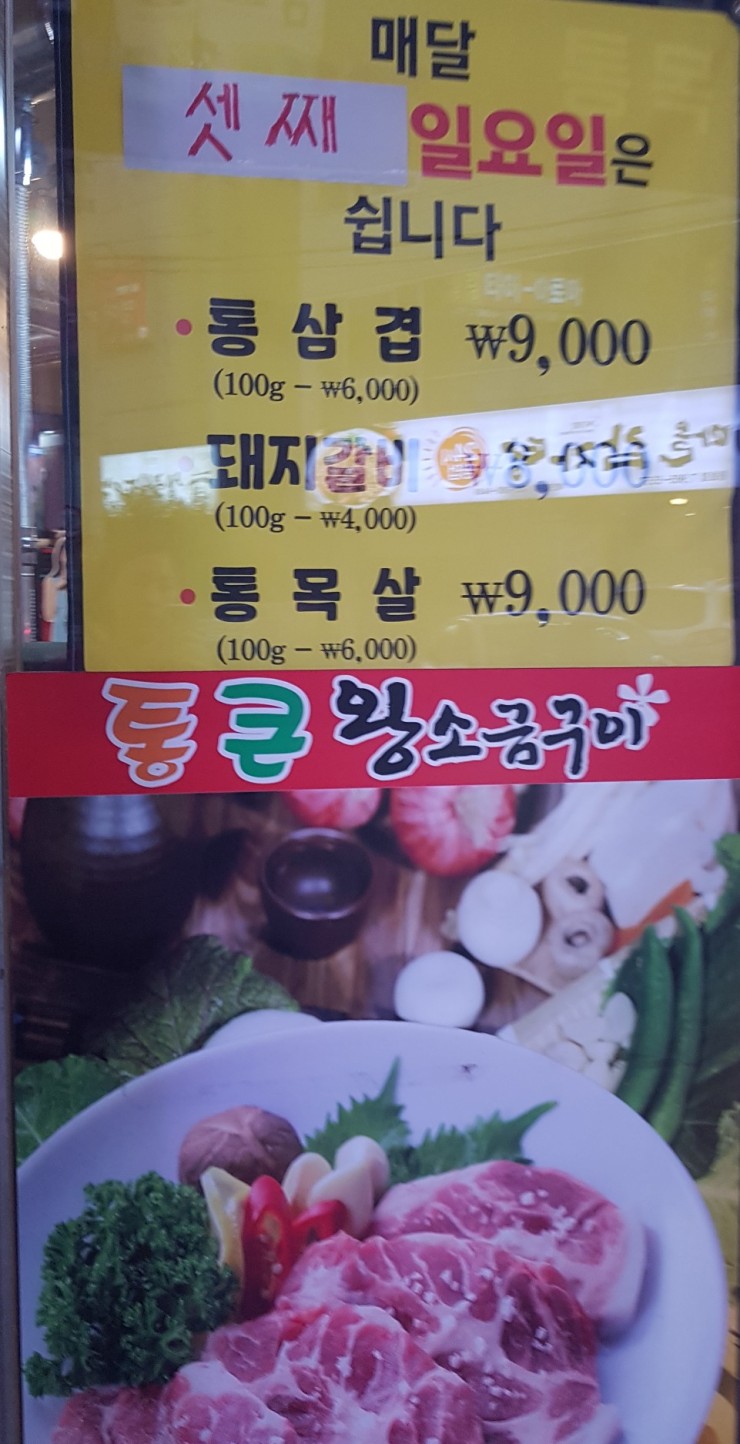 매달
셋째 일요일은
쉽니다
• 통삼겹 ₩9,000
(100g – ₩6,000)
돼지갈비 ₩8,000
(100g – ₩4,000)
• 통목살 ₩9,000
(100g – ₩6,000)
통큰 왕소금구이